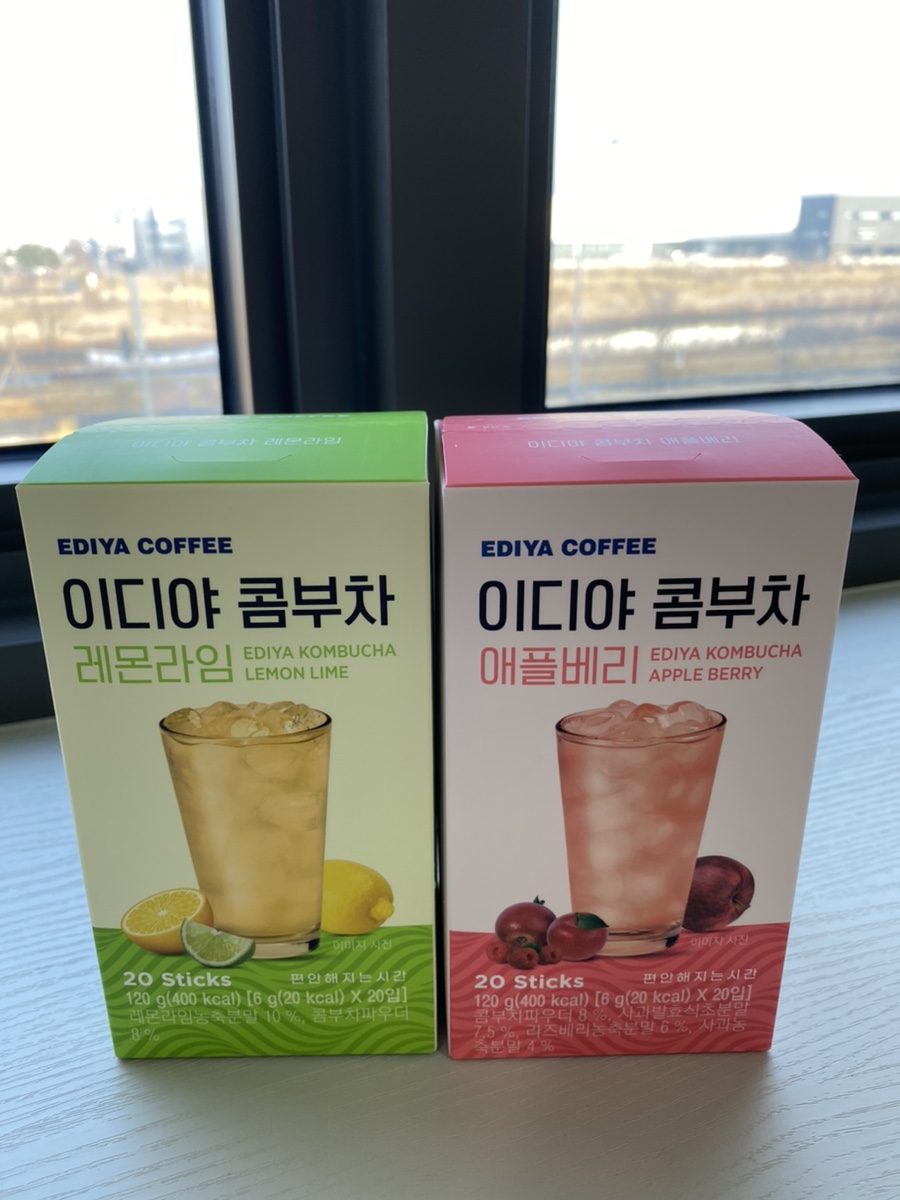 이디야 콤부차 레몬라임
EDIYA COFFEE
이디야 콤부차
레몬라임
EDIYA KOMBUCHA
LEMON LIME
이미지 사진
20 Sticks
편안해지는시간
120 g(400 kcal) [6 g(20 kcal) X 20입]
레몬라임농축분말 10 %, 콤부차파우더
8 %
이디야 콤부차 애플베리
EDIYA COFFEE
이디야 콤부차
애플베리
EDIYA KOMBUCHA
APPLE BERRY
이미지 사진
20 Sticks
편안해지는시간
120 g(400 kcal) [6 g(20 kcal) X 20입]
콤부차파우더 8 %, 사과발효식초분말
7.5 %, 라즈베리농축분말 6 %, 사과농
축분말 4 %